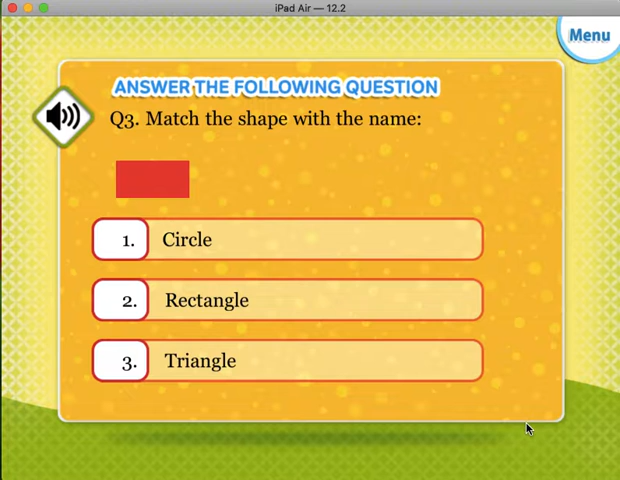 iPad Air — 12.2
Menu
ANSWER THE FOLLOWING QUESTION
Q3. Match the shape with the name:
1. Circle
2. Rectangle
3. Triangle